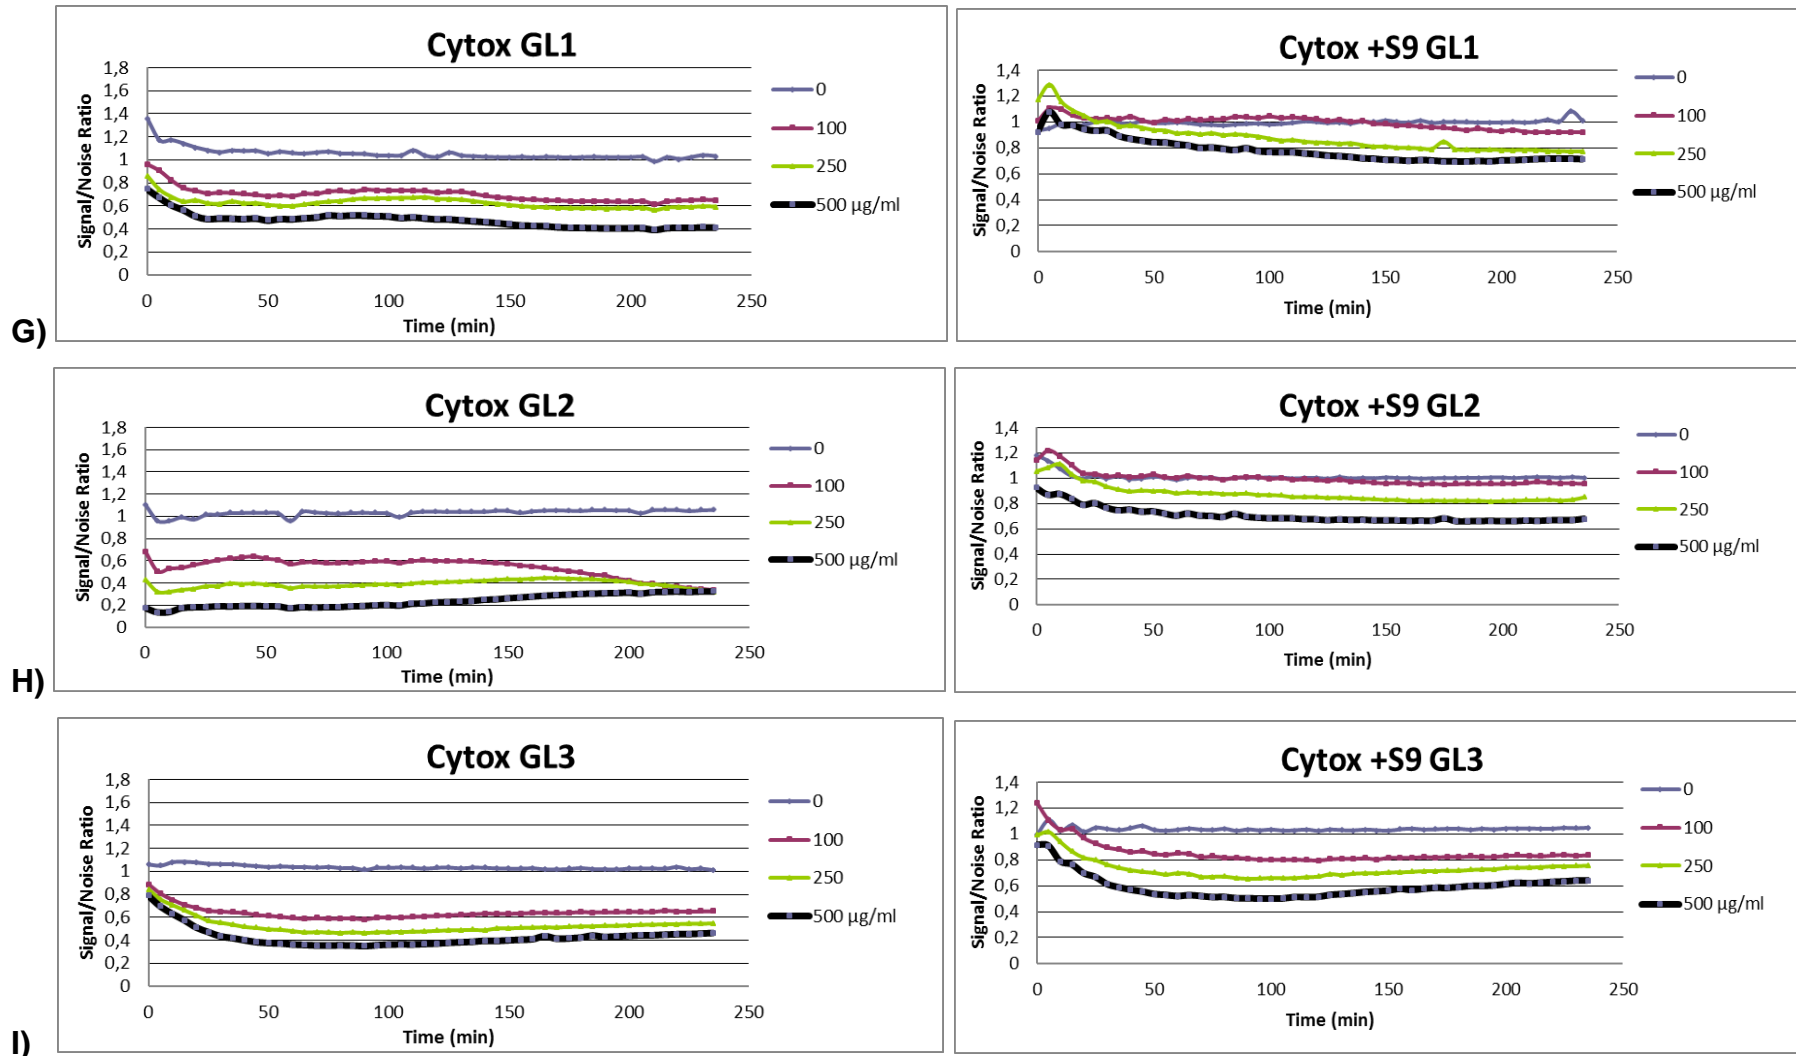 Cytox GL1
Signal/Noise Ratio
1,8
1,6
1,4
1,2
1
0,8
0,6
0,4
0,2
0
0 50 100 150 200 250
Time (min)
0
100
250
500 µg/ml
Cytox +S9 GL1
Signal/Noise Ratio
1,4
1,2
1
0,8
0,6
0,4
0,2
0
0 50 100 150 200 250
Time (min)
0
100
250
500 µg/ml
G)
Cytox GL2
Signal/Noise Ratio
1,8
1,6
1,4
1,2
1
0,8
0,6
0,4
0,2
0
0 50 100 150 200 250
Time (min)
0
100
250
500 µg/ml
Cytox +S9 GL2
Signal/Noise Ratio
1,4
1,2
1
0,8
0,6
0,4
0,2
0
0 50 100 150 200 250
Time (min)
0
100
250
500 µg/ml
H)
Cytox GL3
Signal/Noise Ratio
1,8
1,6
1,4
1,2
1
0,8
0,6
0,4
0,2
0
0 50 100 150 200 250
Time (min)
0
100
250
500 µg/ml
Cytox +S9 GL3
Signal/Noise Ratio
1,4
1,2
1
0,8
0,6
0,4
0,2
0
0 50 100 150 200 250
Time (min)
0
100
250
500 µg/ml
I)